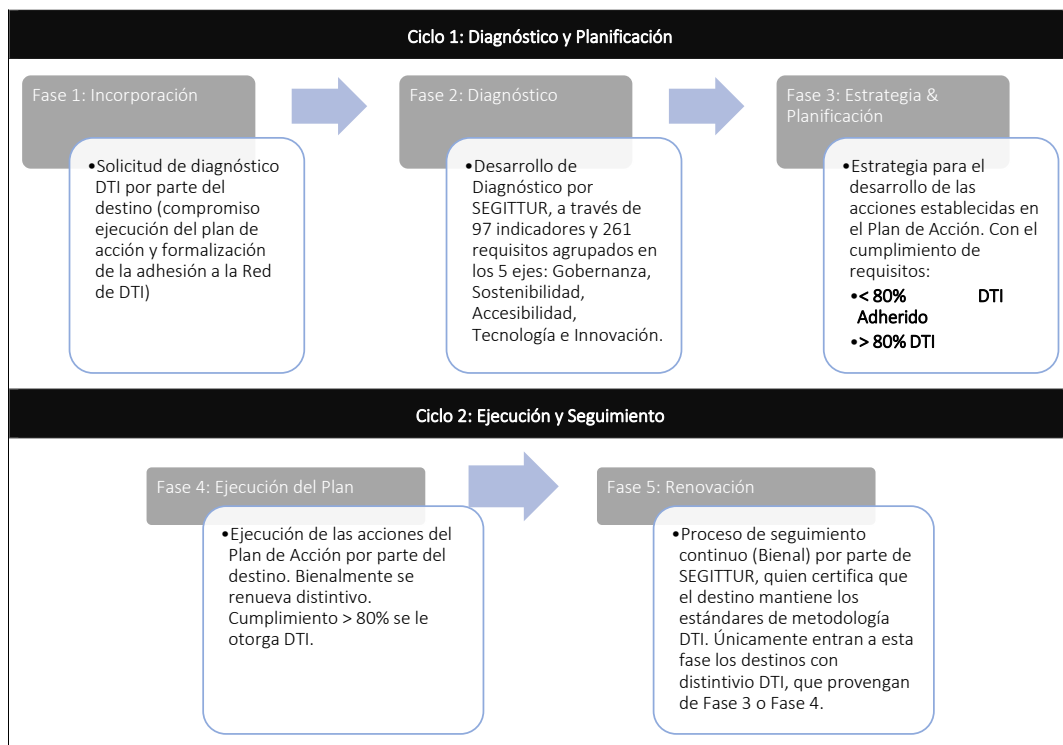 Ciclo 1: Diagnóstico y Planificación
Fase 1: Incorporación
•Solicitud de diagnóstico
DTI por parte del
destino (compromiso
ejecución del plan de
acción y formalización
de la adhesión a la Red
de DTI)
Fase 2: Diagnóstico
•Desarrollo de
Diagnóstico por
SEGITTUR, a través de
97 indicadores y 261
requisitos agrupados en
los 5 ejes: Gobernanza,
Sostenibilidad,
Accesibilidad,
Tecnología e Innovación.
Fase 3: Estrategia &
Planificación
•Estrategia para el
desarrollo de las
acciones establecidas en
el Plan de Acción. Con el
cumplimiento de
requisitos:
•< 80% DTI
Adherido
•> 80% DTI
Ciclo 2: Ejecución y Seguimiento
Fase 4: Ejecución del Plan
•Ejecución de las acciones del
Plan de Acción por parte del
destino. Bienalmente se
renueva distintivo.
Cumplimiento > 80% se le
otorga DTI.
Fase 5: Renovación
•Proceso de seguimiento
continuo (Bienal) por parte de
SEGITTUR, quien certifica que
el destino mantiene los
estándares de metodología
DTI. Únicamente entran a esta
fase los destinos con
distintivio DTI, que provengan
de Fase 3 o Fase 4.